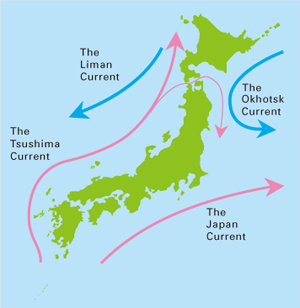 The
Liman
Current
The
Okhotsk
Current
The
Tsushima
Current
The
Japan
Current